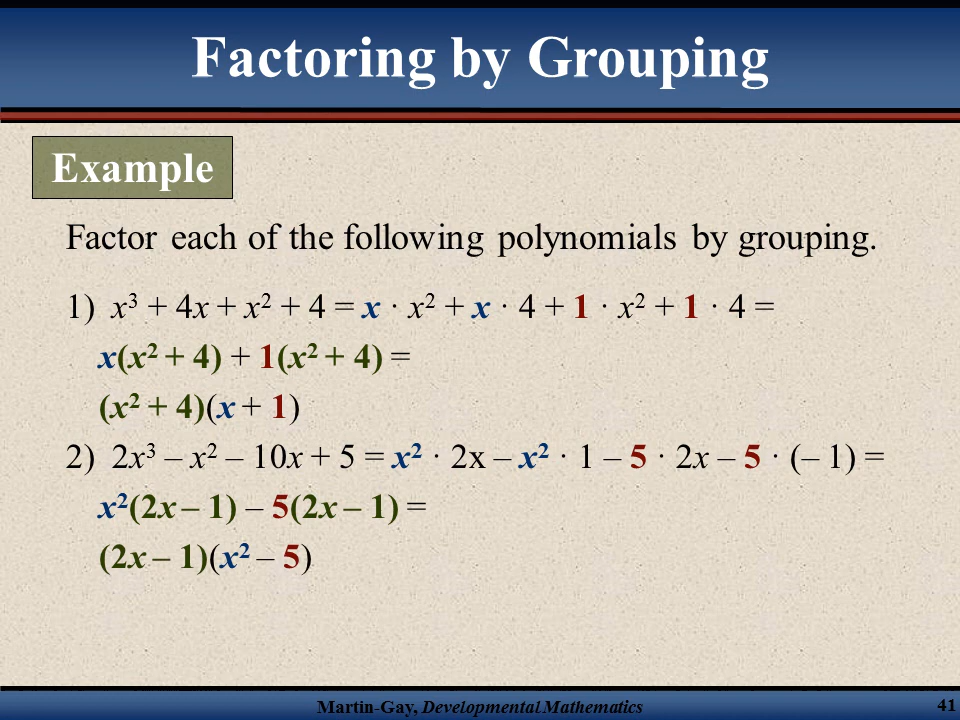 Factoring by Grouping
Example
Factor each of the following polynomials by grouping.
1) x³ + 4x + x² + 4 = x · x² + x · 4 + 1 · x² + 1 · 4 =
x(x² + 4) + 1(x² + 4) =
(x² + 4)(x + 1)
2) 2x³ – x² – 10x + 5 = x² · 2x – x² · 1 – 5 · 2x – 5 · (– 1) =
x²(2x – 1) – 5(2x – 1) =
(2x – 1)(x² – 5)
Martin-Gay, Developmental Mathematics 41